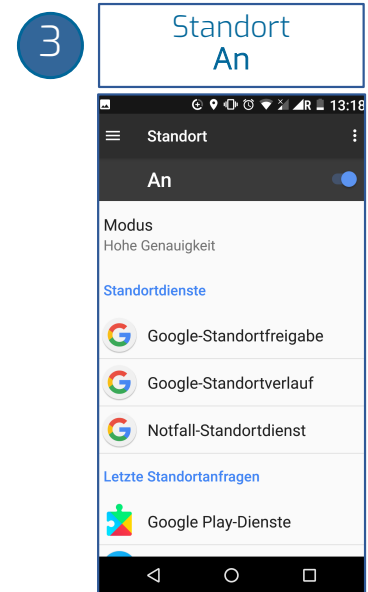 3
Standort
An
R 13:18
Standort
An
Modus
Hohe Genauigkeit
Standortdienste
G Google-Standortfreigabe
G Google-Standortverlauf
G Notfall-Standortdienst
Letzte Standortanfragen
Google Play-Dienste